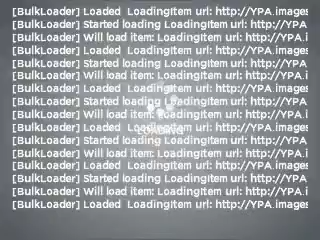 [BulkLoader] Loaded LoadingItem url: http://YPA.images
[BulkLoader] Started loading LoadingItem url: http://YPA
[BulkLoader] Will load item: LoadingItem url: http://YPA.i
[BulkLoader] Loaded LoadingItem url: http://YPA.images
[BulkLoader] Started loading LoadingItem url: http://YPA
[BulkLoader] Will load item: LoadingItem url: http://YPA.i
[BulkLoader] Loaded LoadingItem url: http://YPA.images
[BulkLoader] Started loading LoadingItem url: http://YPA
[BulkLoader] Will load item: LoadingItem url: http://YPA.i
[BulkLoader] Loaded LoadingItem url: http://YPA.images
LOADING
[BulkLoader] Started loading LoadingItem url: http://YPA
[BulkLoader] Will load item: LoadingItem url: http://YPA.i
[BulkLoader] Loaded LoadingItem url: http://YPA.images
[BulkLoader] Started loading LoadingItem url: http://YPA
[BulkLoader] Will load item: LoadingItem url: http://YPA.i
[BulkLoader] Loaded LoadingItem url: http://YPA.images